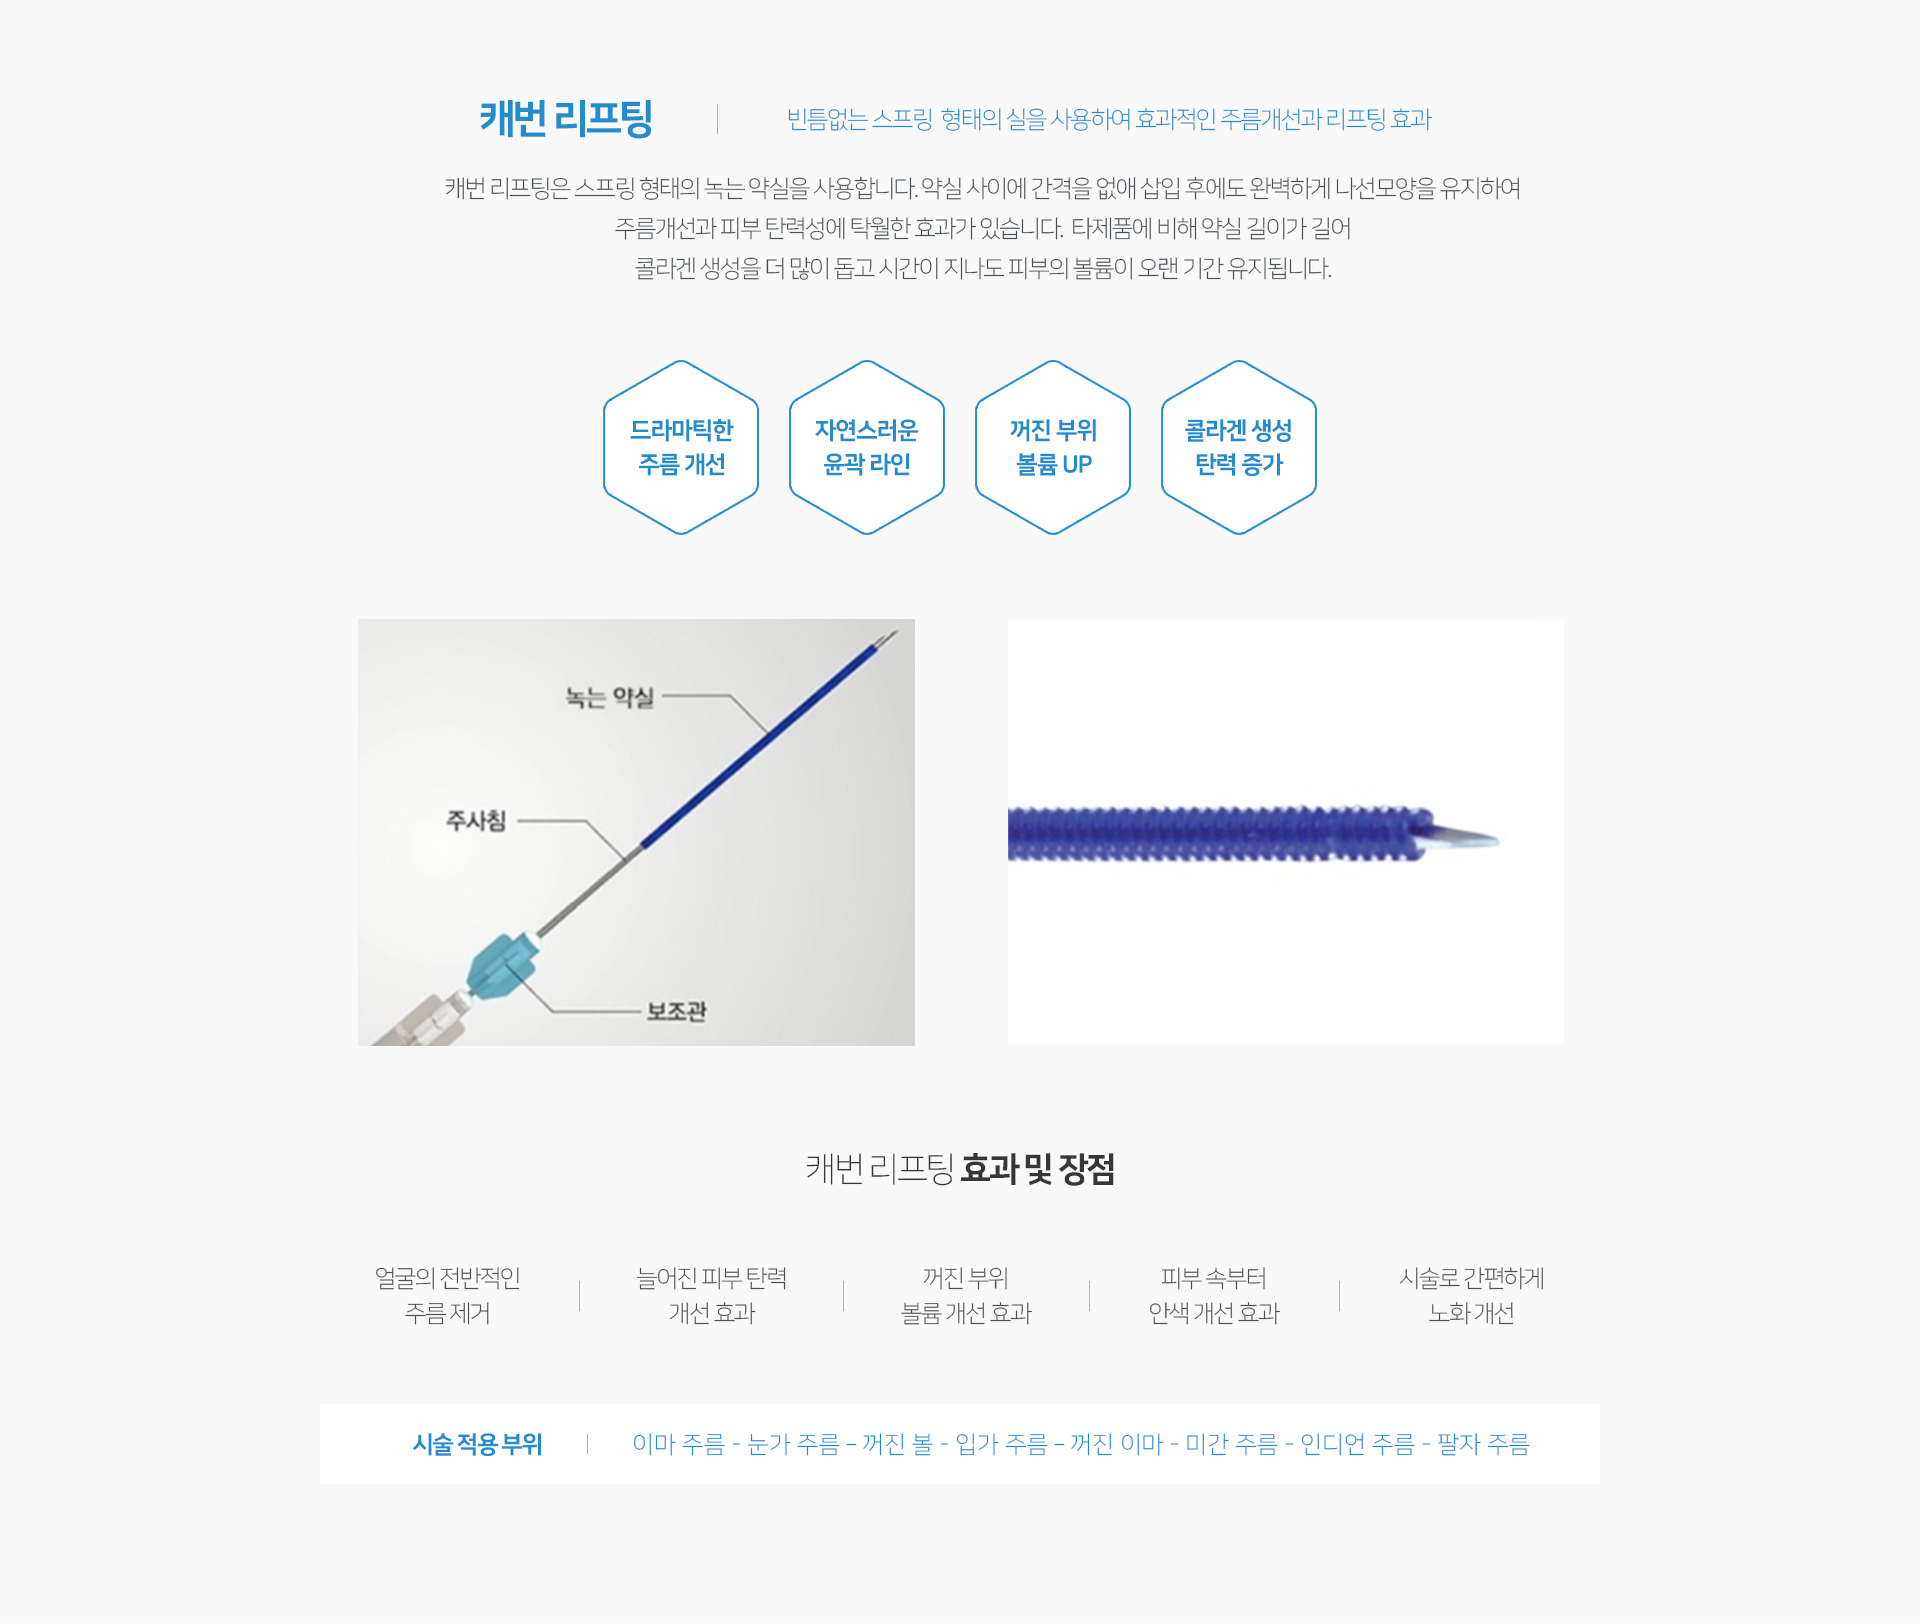 캐번 리프팅
빈틈없는 스프링 형태의 실을 사용하여 효과적인 주름개선과 리프팅 효과
캐번 리프팅은 스프링 형태의 녹는 약실을 사용합니다. 약실 사이에 간격을 없애 삽입 후에도 완벽하게 나선모양을 유지하여
주름개선과 피부 탄력성에 탁월한 효과가 있습니다. 타제품에 비해 약실 길이가 길어
콜라겐 생성을 더 많이 돕고 시간이 지나도 피부의 볼륨이 오랜 기간 유지됩니다.
드라마틱한
주름 개선
자연스러운
윤곽 라인
꺼진 부위
볼륨 UP
콜라겐 생성
탄력 증가
녹는 약실
주사침
보조관
캐번 리프팅 효과 및 장점
얼굴의 전반적인
주름 제거
늘어진 피부 탄력
개선 효과
꺼진 부위
볼륨 개선 효과
피부 속부터
안색 개선 효과
시술로 간편하게
노화 개선
시술 적용 부위
이마 주름 - 눈가 주름 – 꺼진 볼 - 입가 주름 – 꺼진 이마 - 미간 주름 - 인디언 주름 - 팔자 주름